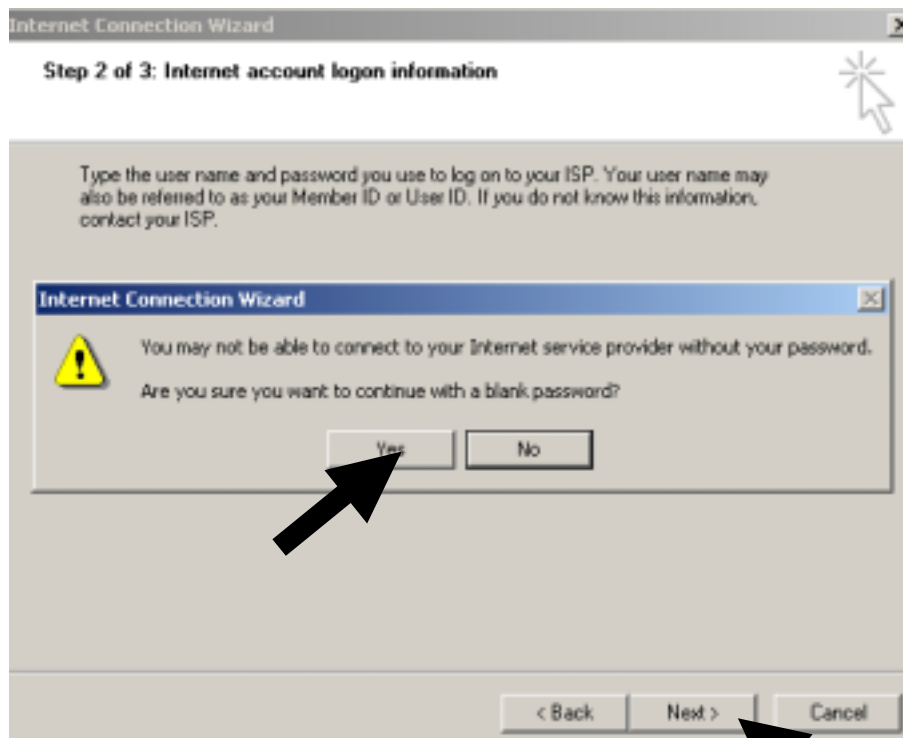 Internet Connection Wizard
Step 2 of 3: Internet account logon information
Type the user name and password you use to log on to your ISP. Your user name may
also be referred to as your Member ID or User ID. If you do not know this information,
contact your ISP.
Internet Connection Wizard
You may not be able to connect to your Internet service provider without your password.
Are you sure you want to continue with a blank password?
Yes No
< Back Next > Cancel